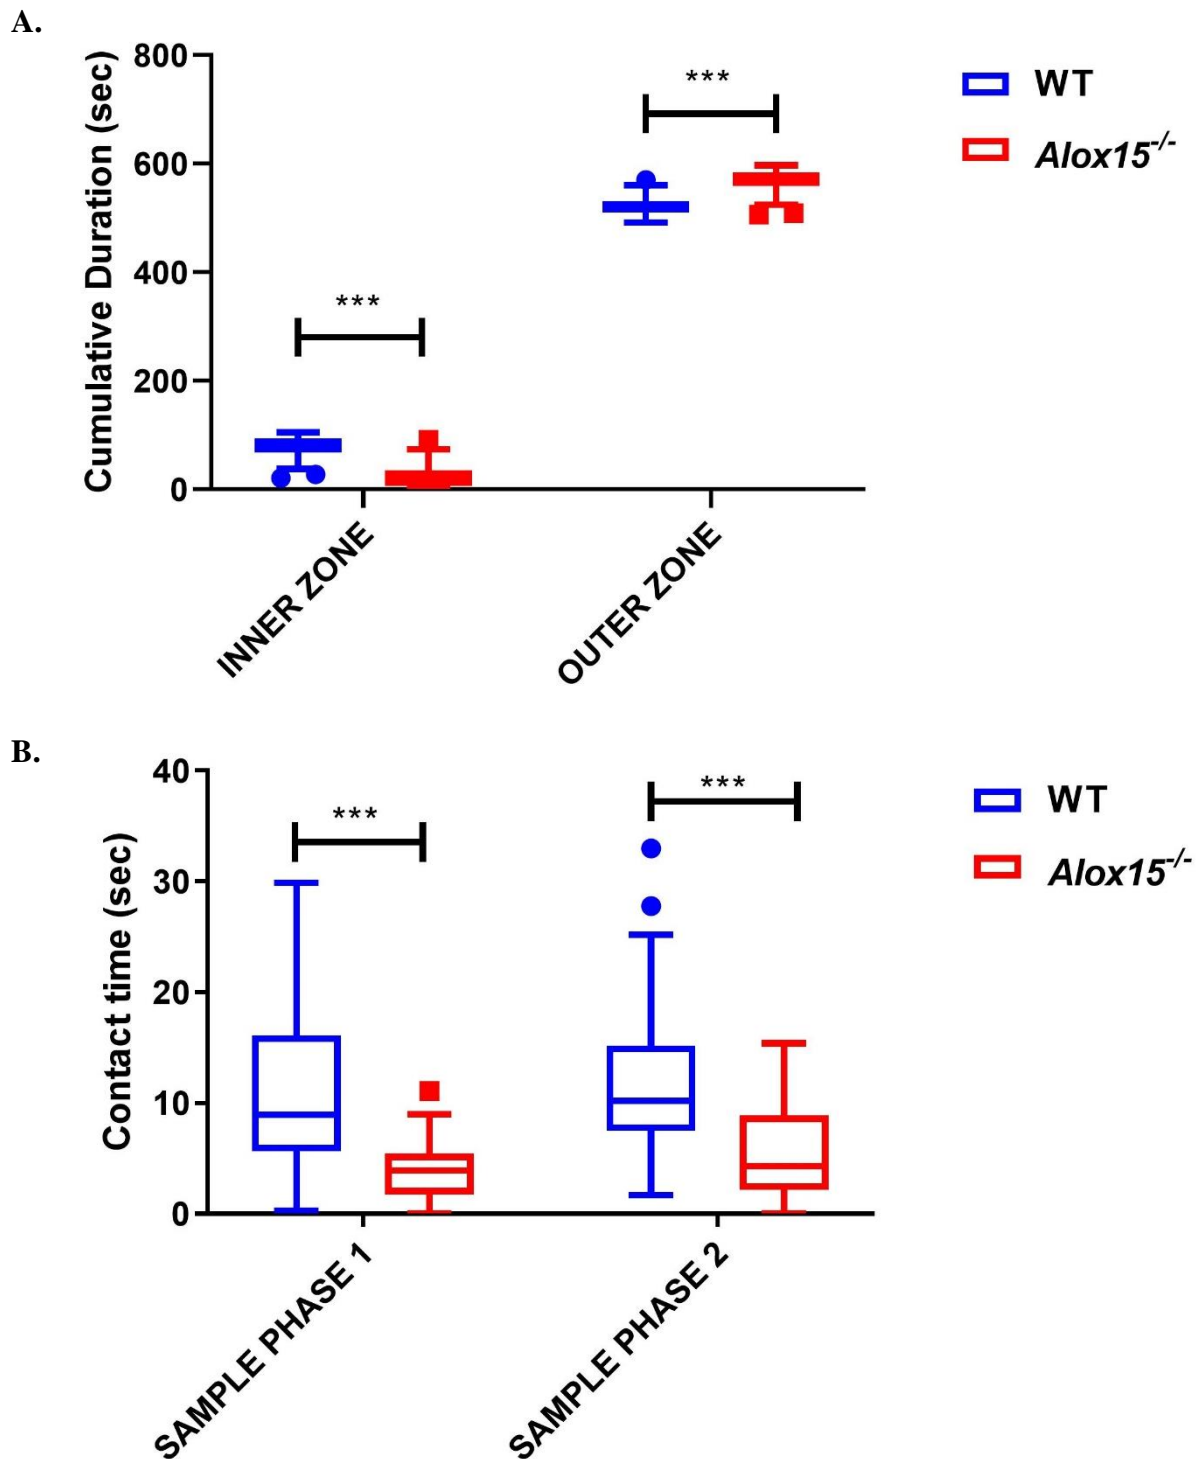 A.
Cumulative Duration (sec)
800
600
400
200
0
***
***
INNER ZONE
OUTER ZONE
WT
Alox15-/-
B.
Contact time (sec)
40
30
20
10
0
***
***
SAMPLE PHASE 1
SAMPLE PHASE 2
WT
Alox15-/-